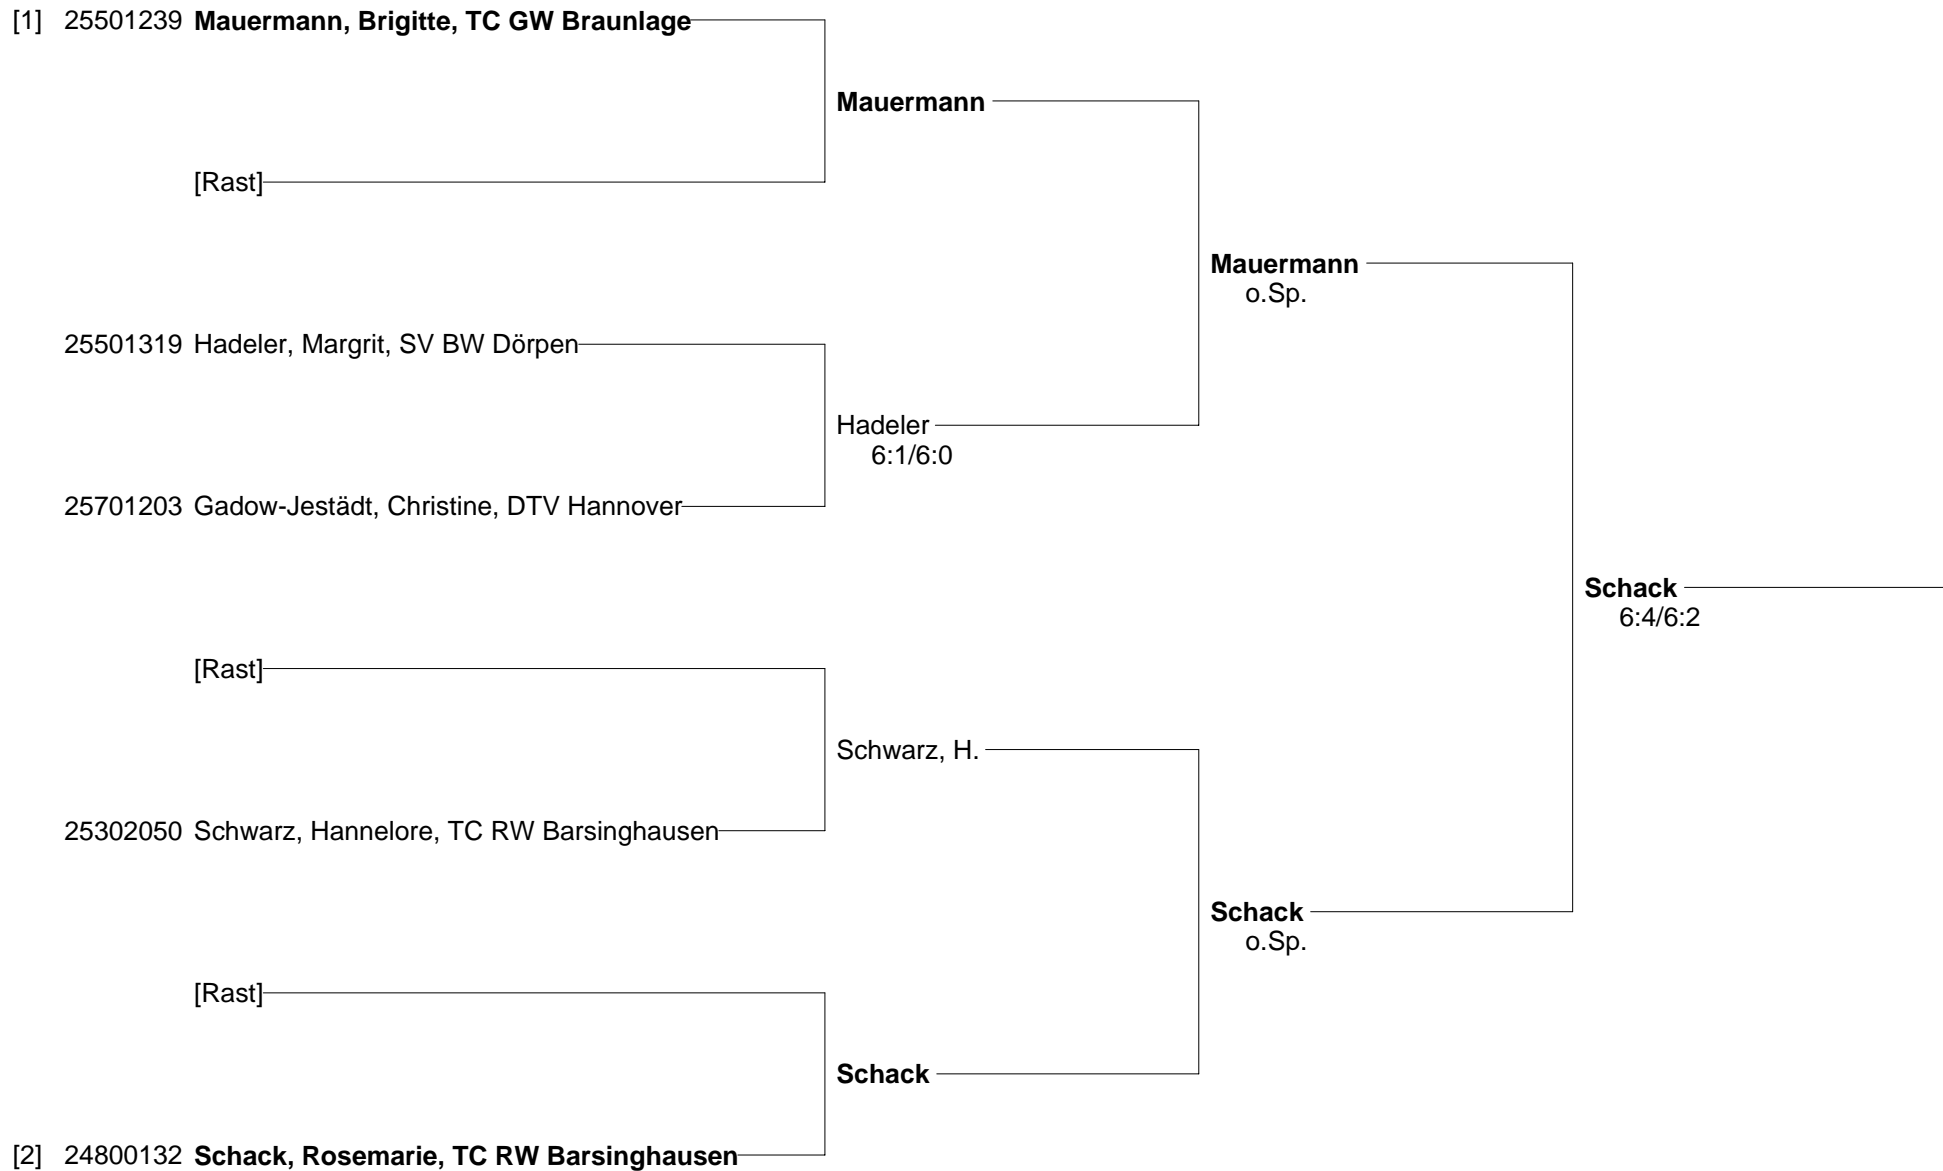 [1] 25501239 Mauermann, Brigitte, TC GW Braunlage
Mauermann
[Rast]
Mauermann
o.Sp.
25501319 Hadeler, Margrit, SV BW Dörpen
Hadeler
6:1/6:0
25701203 Gadow-Jestädt, Christine, DTV Hannover
Schack
6:4/6:2
[Rast]
Schwarz, H.
25302050 Schwarz, Hannelore, TC RW Barsinghausen
Schack
o.Sp.
[Rast]
Schack
[2] 24800132 Schack, Rosemarie, TC RW Barsinghausen